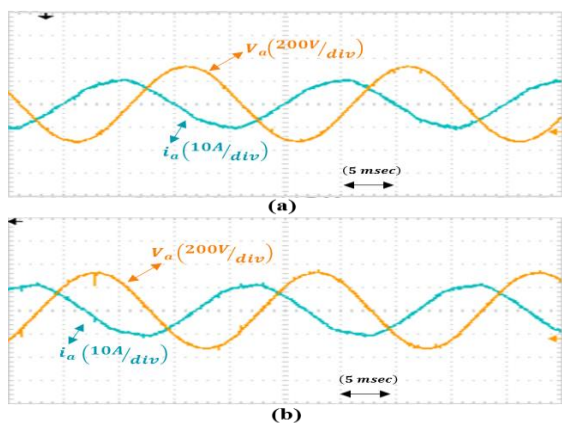 Va(200V/div)
ia(10A/div)
(5 msec)
(a)
Va(200V/div)
ia(10A/div)
(5 msec)
(b)